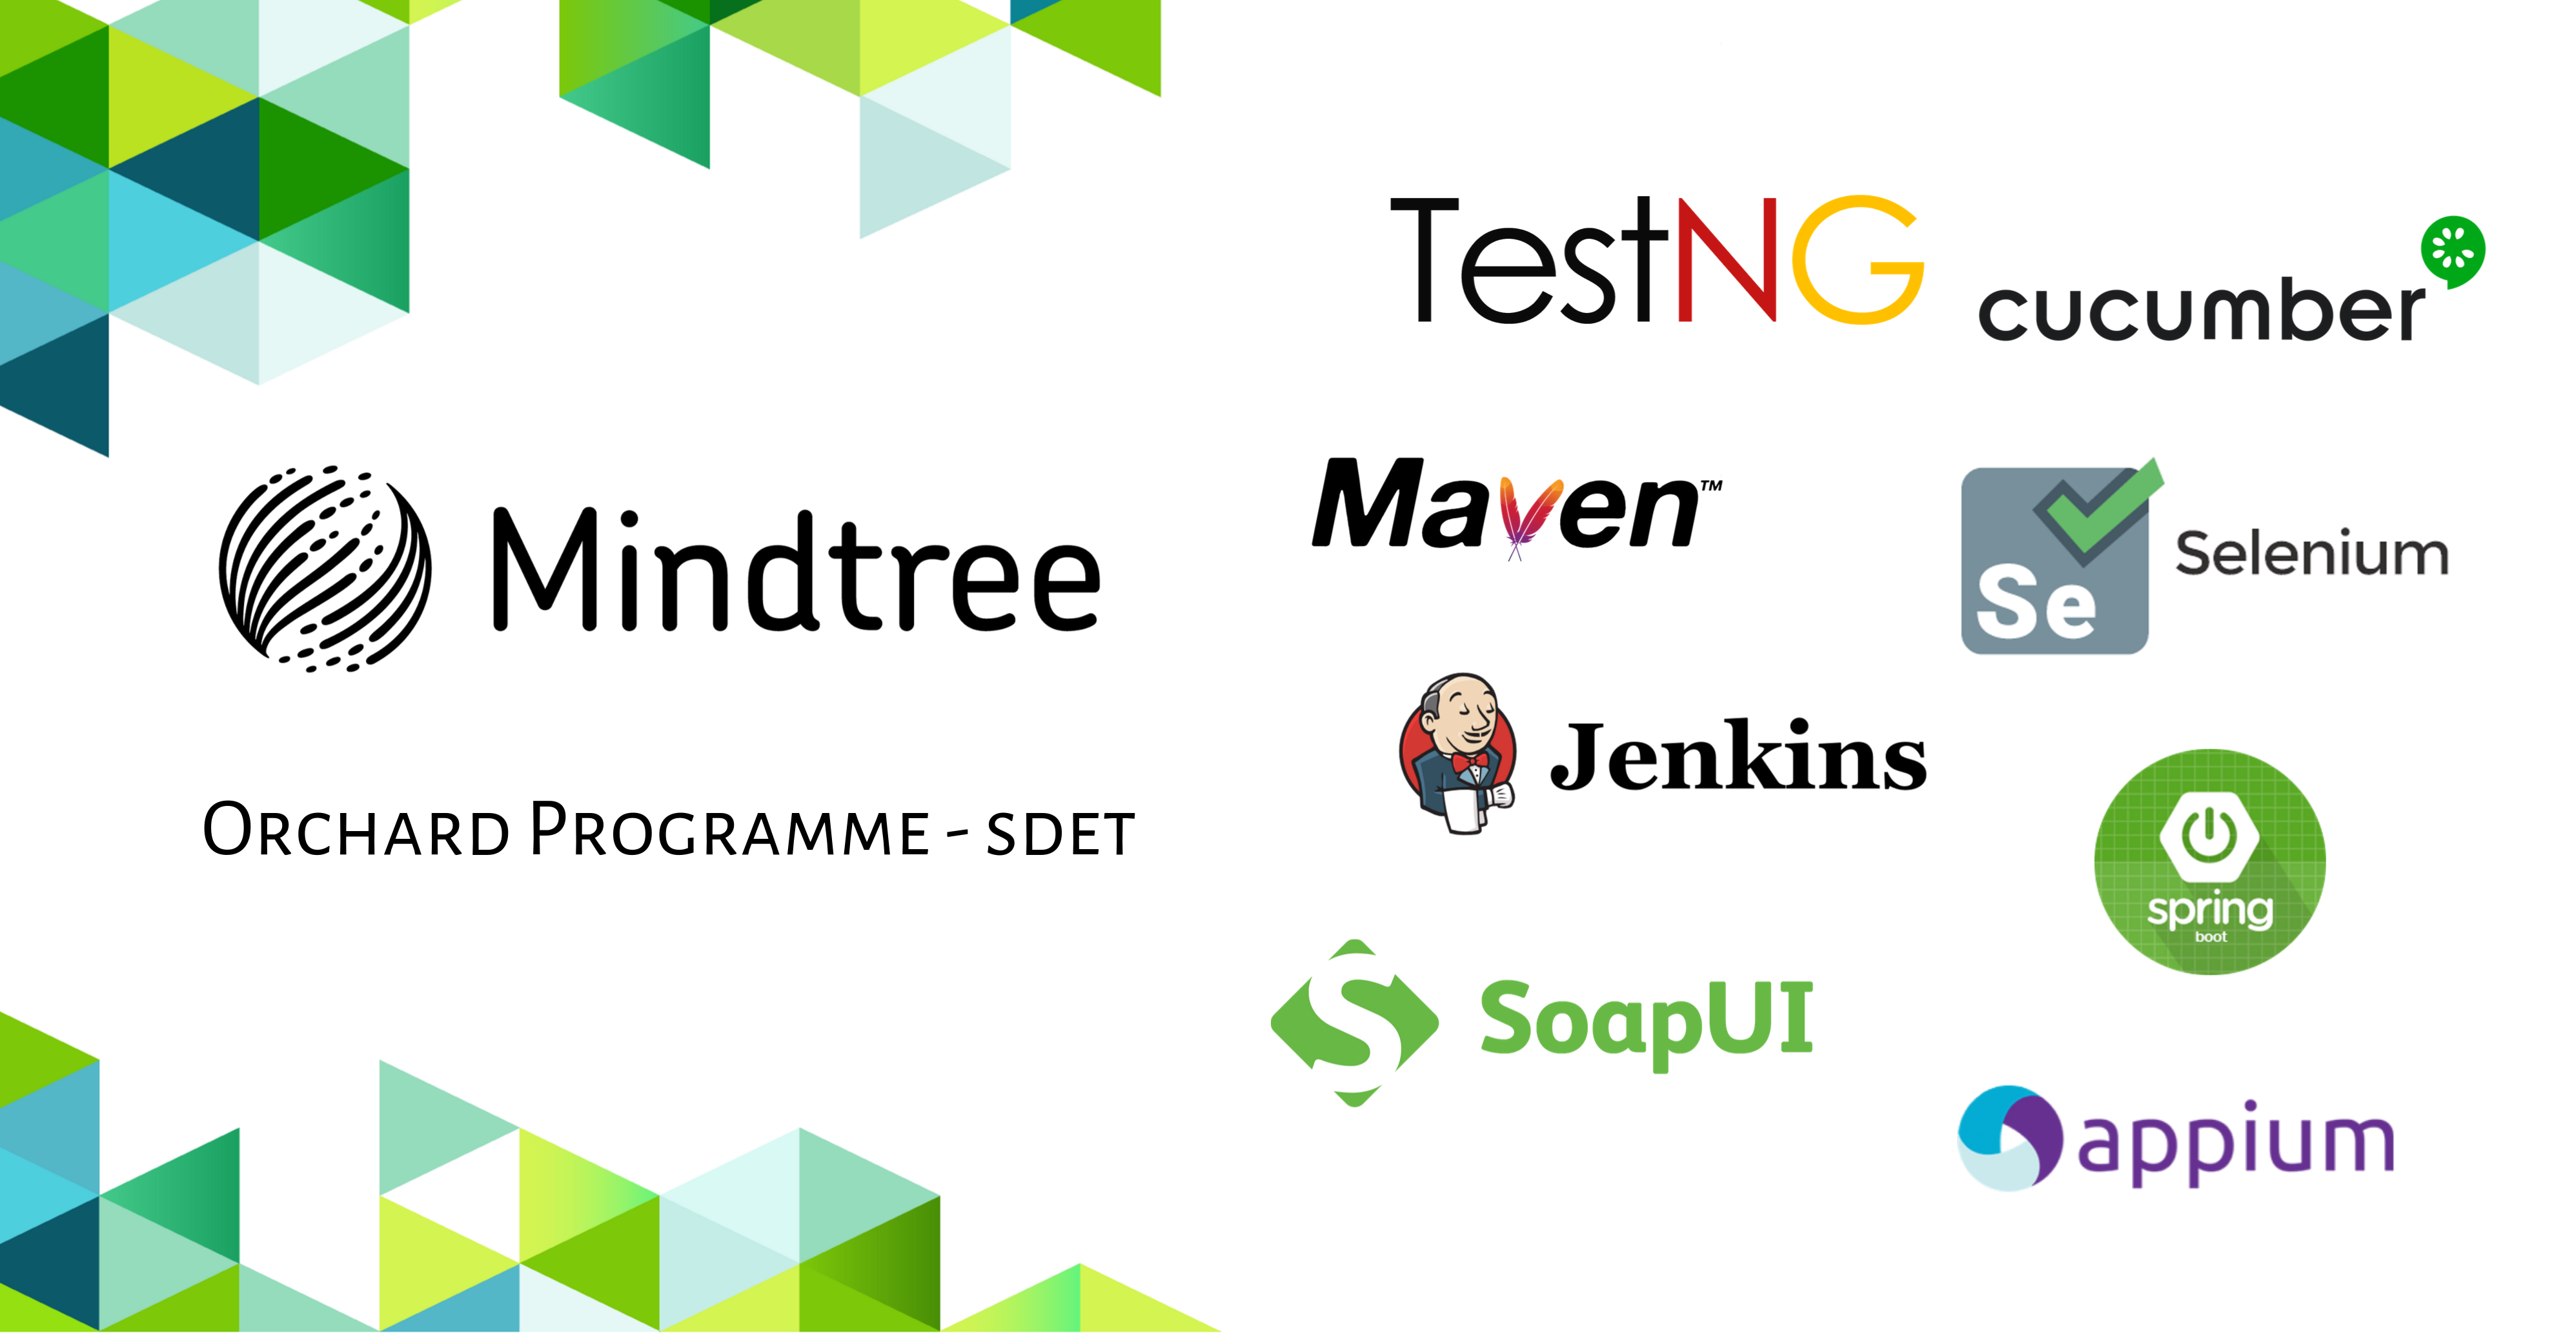 Mindtree
Orchard Programme - SDET
TestNG
cucumber
Maven™
Se
Selenium
Jenkins
spring
boot
S
SoapUI
appium